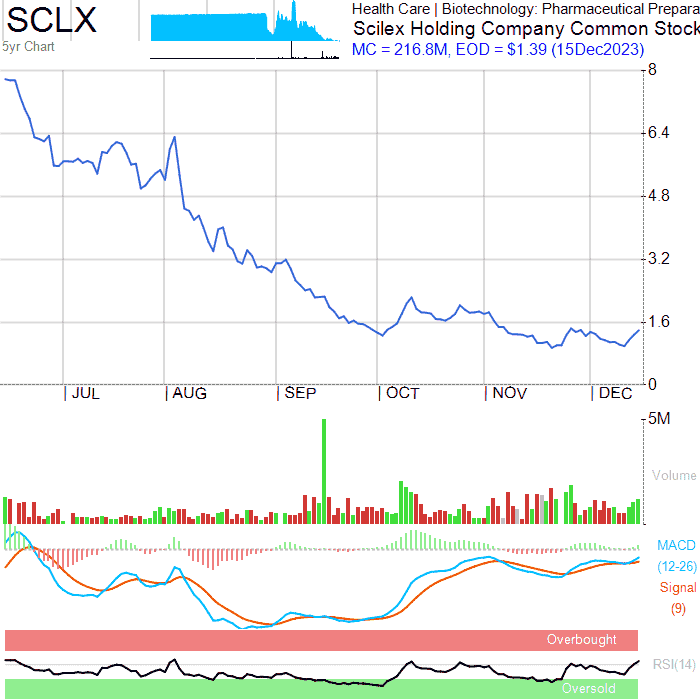 SCLX
5yr Chart
Health Care | Biotechnology: Pharmaceutical Prepara
Scilex Holding Company Common Stock
MC = 216.8M, EOD = $1.39 (15Dec2023)
8
6.4
4.8
3.2
1.6
0
| JUL | AUG | SEP | OCT | NOV | DEC
5M
Volume
MACD
(12-26)
Signal
(9)
Overbought
RSI(14)
Oversold